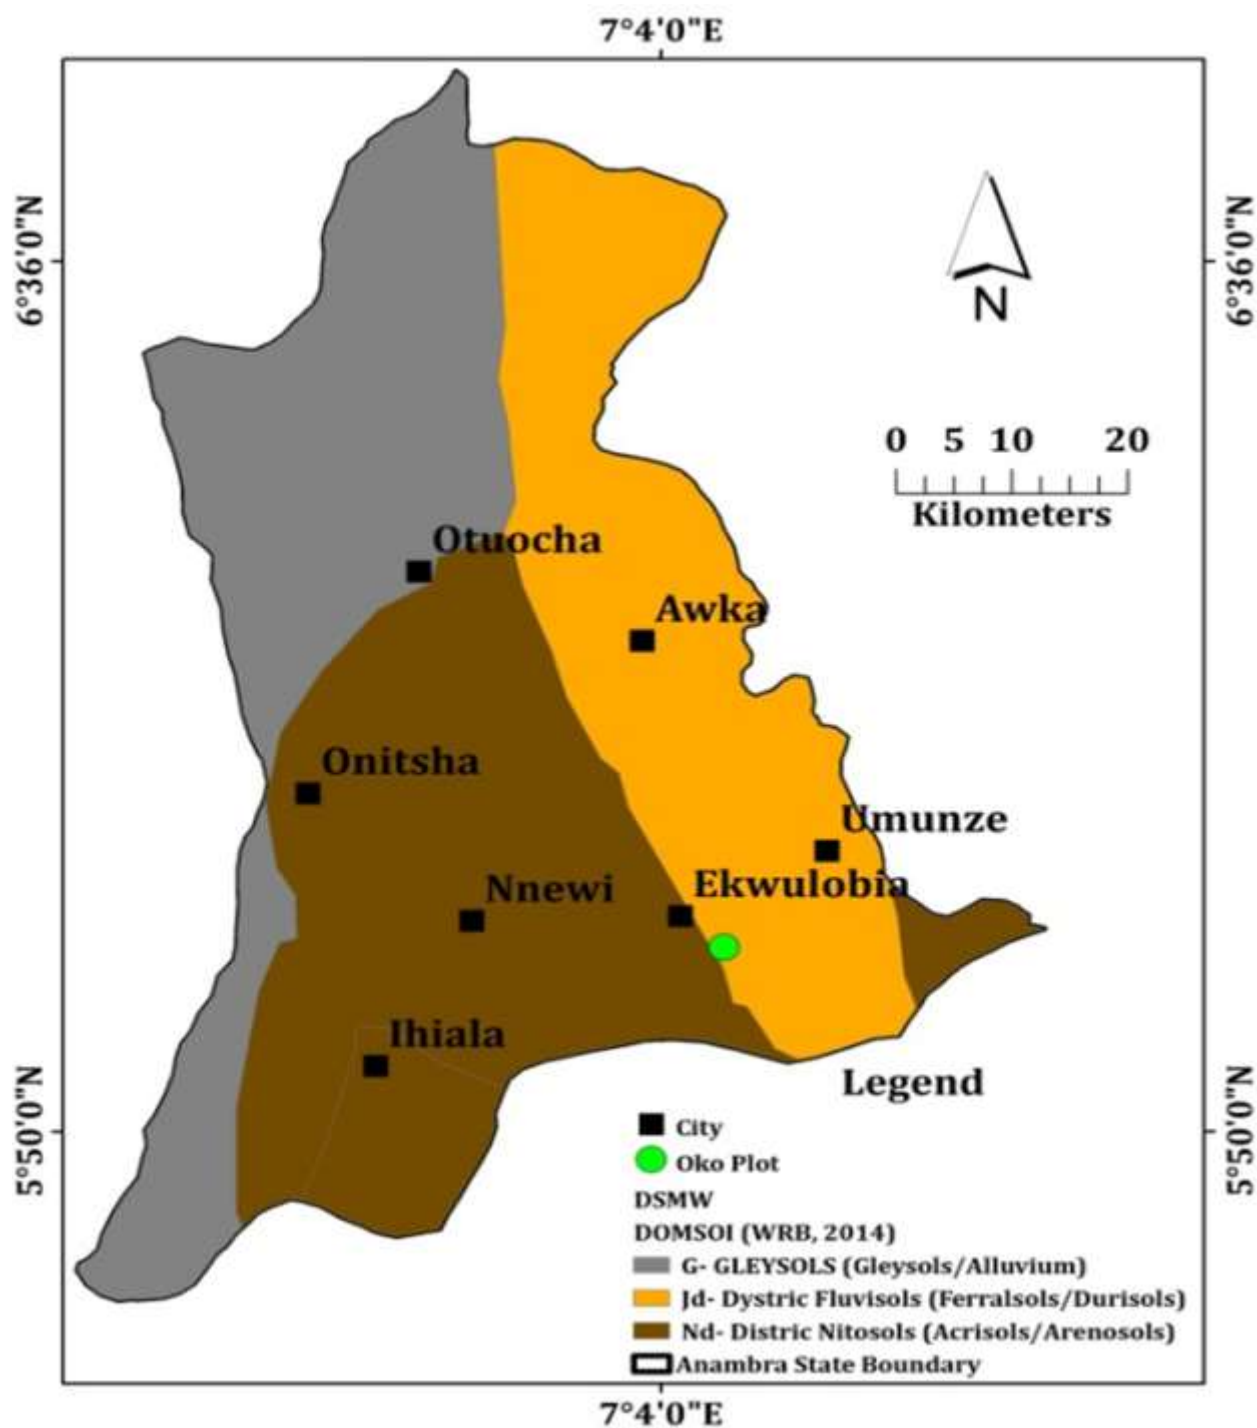 7°4'0"E
6°36'0"N
6°36'0"N
N
0 5 10 20
Kilometers
Otuocha
Awka
Onitsha
Umunze
Ekwulobia
Nnewi
Ihiala
5°50'0"N
5°50'0"N
Legend
City
Oko Plot
DSMW
DOMSOI (WRB, 2014)
G- GLEYSOLS (Gleysols/Alluvium)
Jd- Dystric Fluvisols (Ferralsols/Durisols)
Nd- Distric Nitosols (Acrisols/Arenosols)
Anambra State Boundary
7°4'0"E